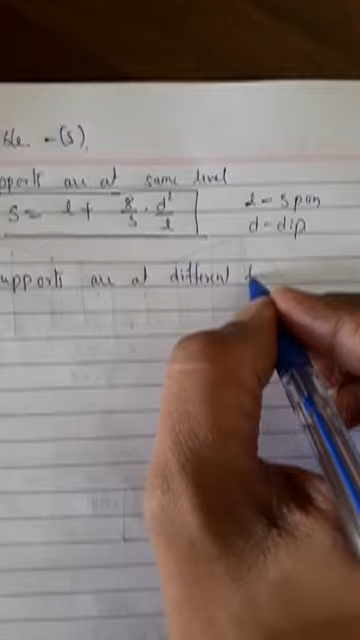 ble. -(s).
pports are at same level
S = l + 8/3 · d²/l
l = span
d = dip
upports are at different